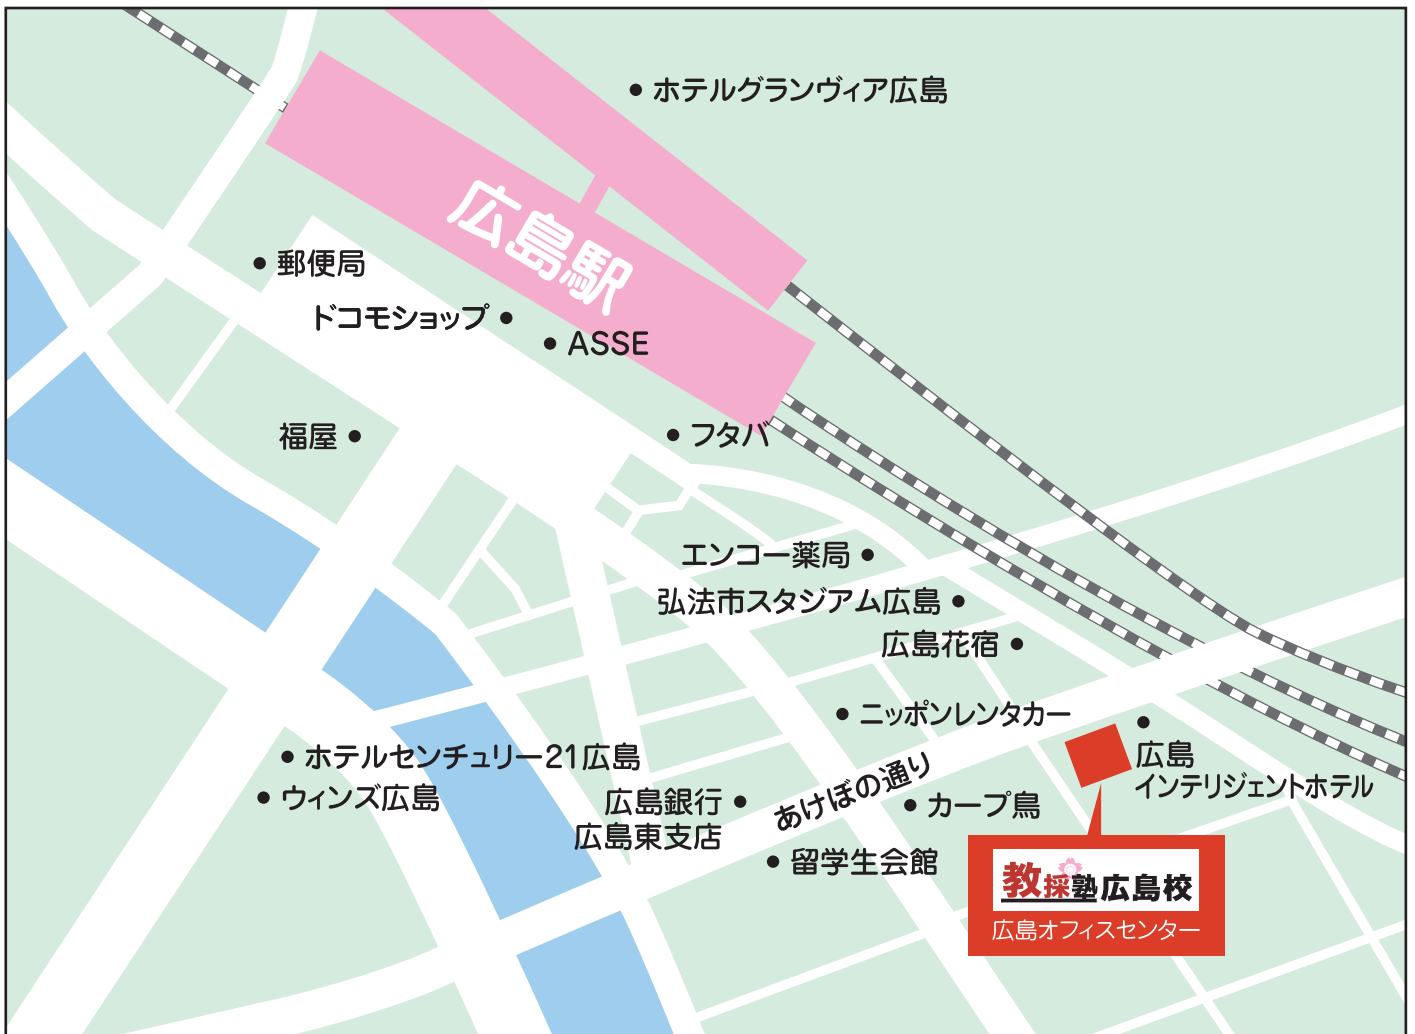 ホテルグランヴィア広島
広島駅
郵便局
ドコモショップ
ASSE
福屋
フタバ
エンコー薬局
弘法市スタジアム広島
広島花宿
ニッポンレンタカー
広島
インテリジェントホテル
ホテルセンチュリー21広島
ウィンズ広島
あけぼの通り
広島銀行
広島東支店
カープ鳥
留学生会館
教採塾広島校
広島オフィスセンター